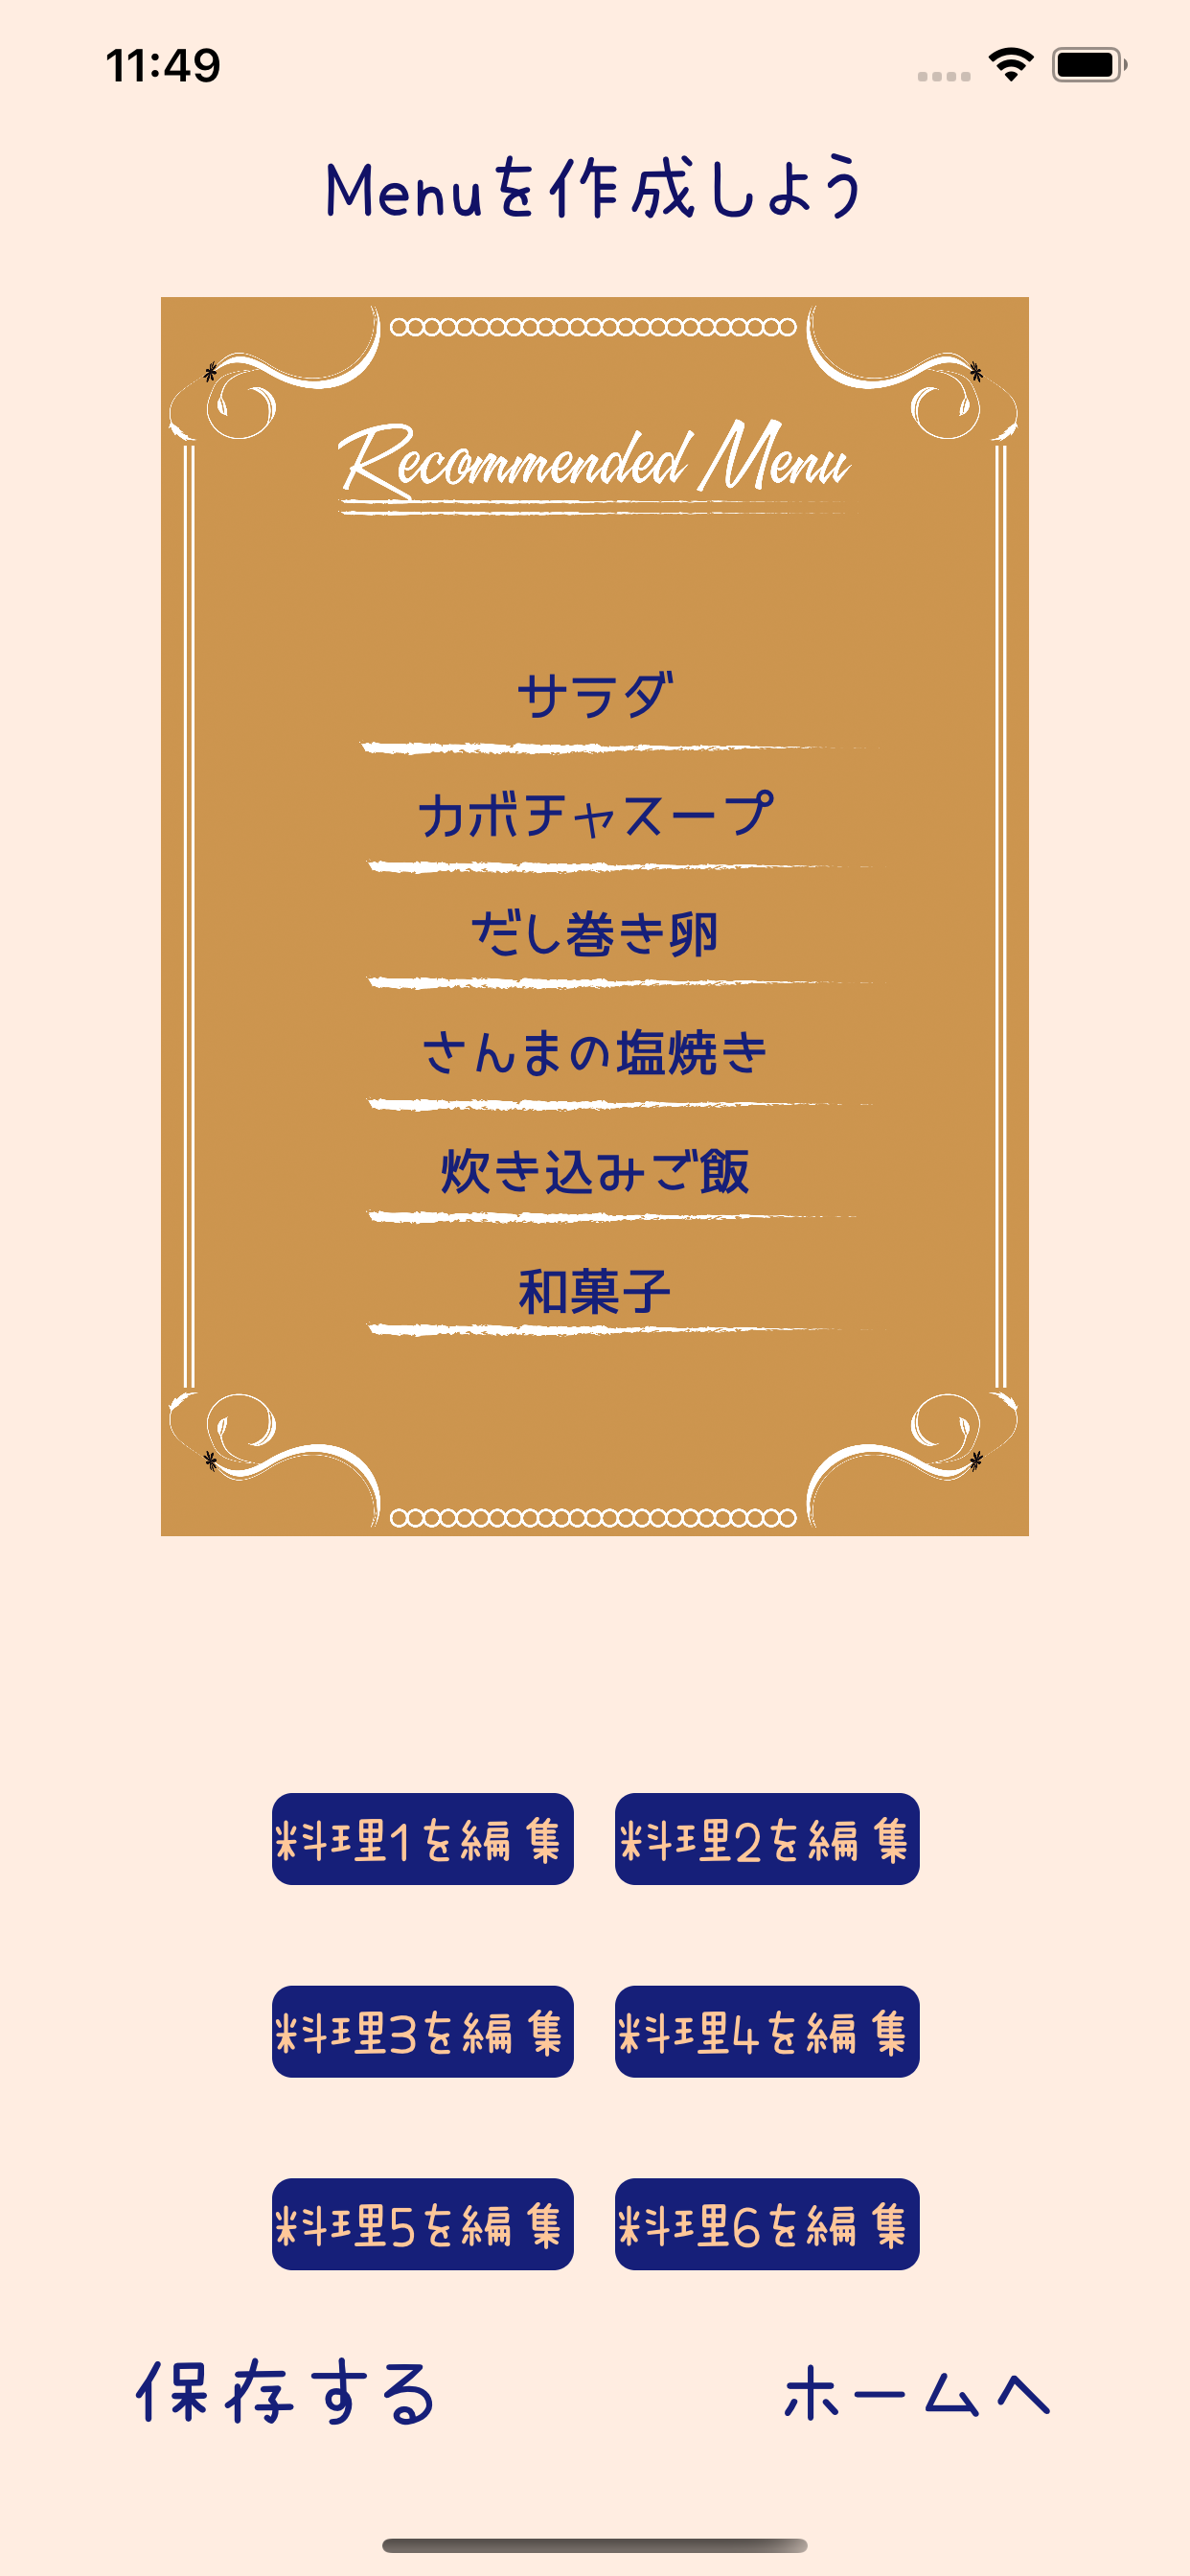 11:49
Menuを作成しよう
Recommended Menu
サラダ
カボチャスープ
だし巻き卵
さんまの塩焼き
炊き込みご飯
和菓子
料理1を編集 料理2を編集
料理3を編集 料理4を編集
料理5を編集 料理6を編集
保存する ホームへ